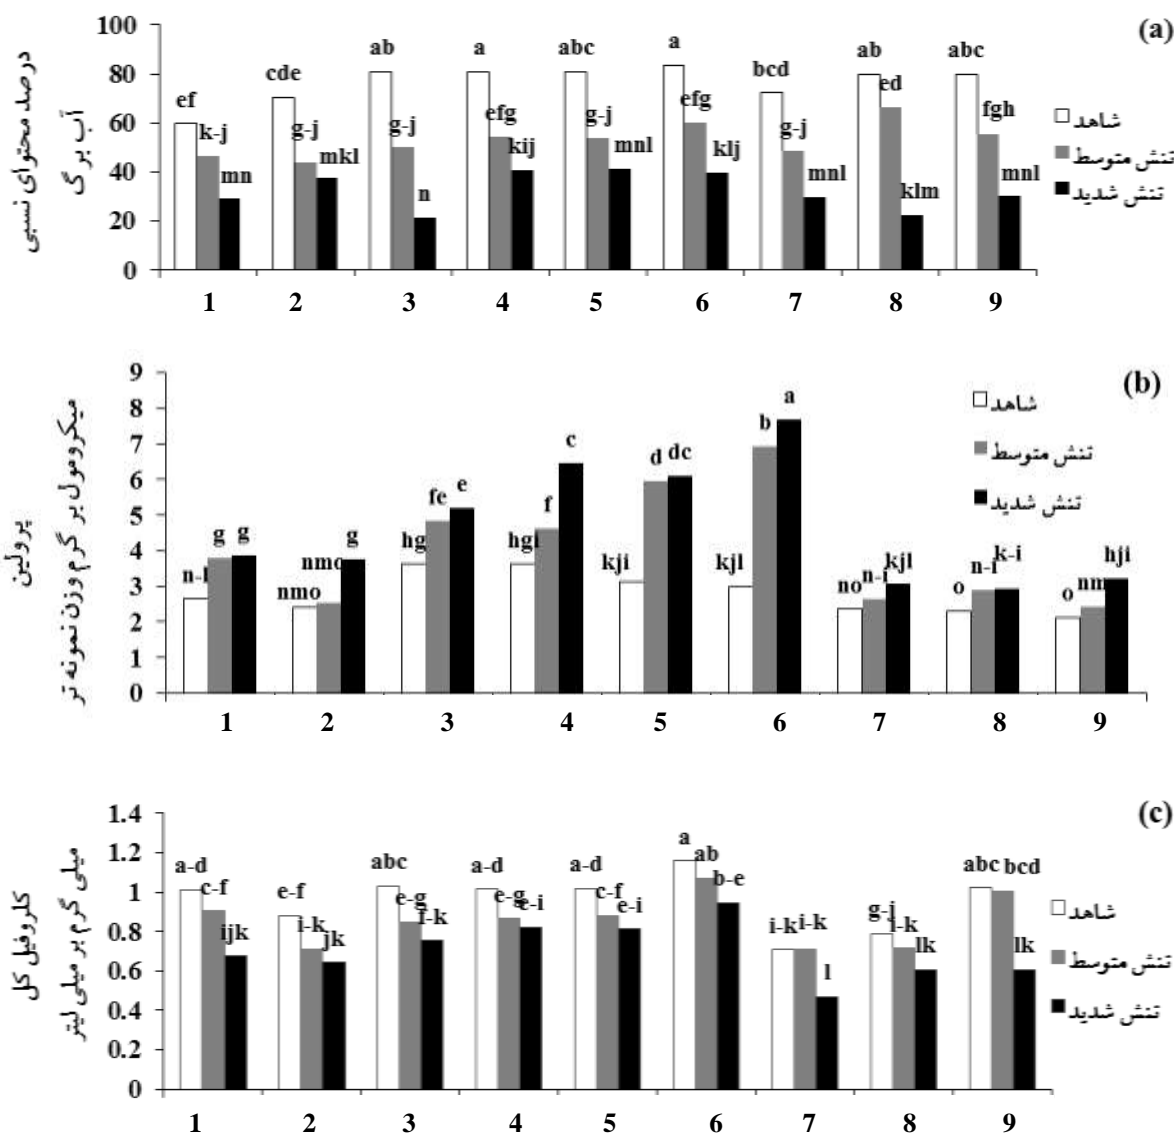 (a)
درصد محتوای نسبی
آب برگ
100
80
60
40
20
0
ef k-j mn
cde g-j mkl
ab g-j n
a efg kij
abc g-j mnl
a efg klj
bcd g-j mnl
ab ed klm
abc fgh mnl
شاهد
تنش متوسط
تنش شدید
1 2 3 4 5 6 7 8 9
(b)
پرولین
میکرومول بر گرم وزن نمونه تر
9
8
7
6
5
4
3
2
1
0
g g
nmo nmo g
hg fe e
hgi f c
kji d dc
kjl b a
no n-i kjl
o n-i k-i
o nm hji
شاهد
تنش متوسط
تنش شدید
1 2 3 4 5 6 7 8 9
(c)
کلروفیل کل
میلی گرم بر میلی لیتر
1.4
1.2
1
0.8
0.6
0.4
0.2
0
a-d c-f ijk
e-f i-k jk
abc e-g
a-d e-g e-i
a-d c-f e-i
a ab b-e
i-k i-k l
g-j i-k lk
abc bcd lk
شاهد
تنش متوسط
تنش شدید
1 2 3 4 5 6 7 8 9